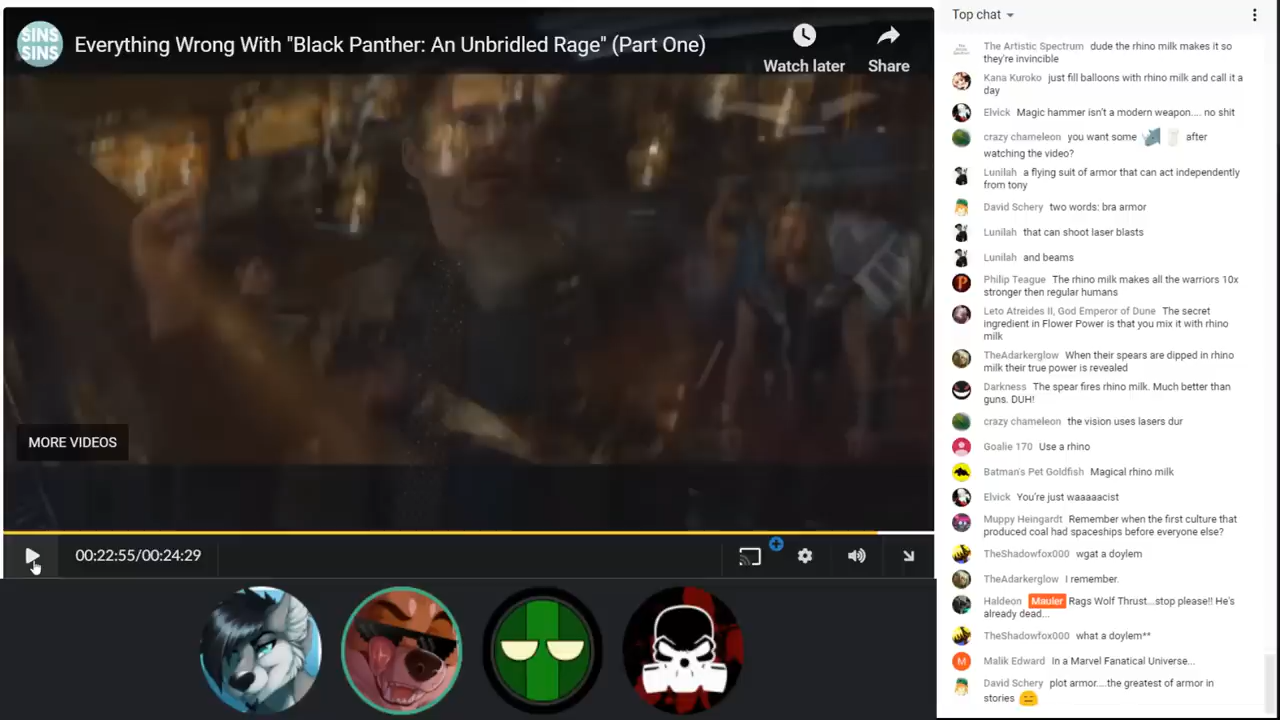 SINS
SINS
Everything Wrong With "Black Panther: An Unbridled Rage" (Part One)
Watch later
Share
MORE VIDEOS
00:22:55/00:24:29
Top chat
The Artistic Spectrum dude the rhino milk makes it so
they're invincible
Kana Kuroko just fill balloons with rhino milk and call it a
day
Elvick Magic hammer isn't a modern weapon.... no shit
crazy chameleon you want some after
watching the video?
Lunilah a flying suit of armor that can act independently
from tony
David Schery two words: bra armor
Lunilah that can shoot laser blasts
Lunilah and beams
Philip Teague The rhino milk makes all the warriors 10x
stronger then regular humans
Leto Atreides II, God Emperor of Dune The secret
ingredient in Flower Power is that you mix it with rhino
milk
TheAdarkerglow When their spears are dipped in rhino
milk their true power is revealed
Darkness The spear fires rhino milk. Much better than
guns. DUH!
crazy chameleon the vision uses lasers dur
Goalie 170 Use a rhino
Batman's Pet Goldfish Magical rhino milk
Elvick You're just waaaaacist
Muppy Heingardt Remember when the first culture that
produced coal had spaceships before everyone else?
TheShadowfox000 wgat a doylem
TheAdarkerglow I remember.
Haldeon Mauler Rags Wolf Thrust...stop please!! He's
already dead...
TheShadowfox000 what a doylem**
M Malik Edward In a Marvel Fanatical Universe...
David Schery plot armor....the greatest of armor in
stories